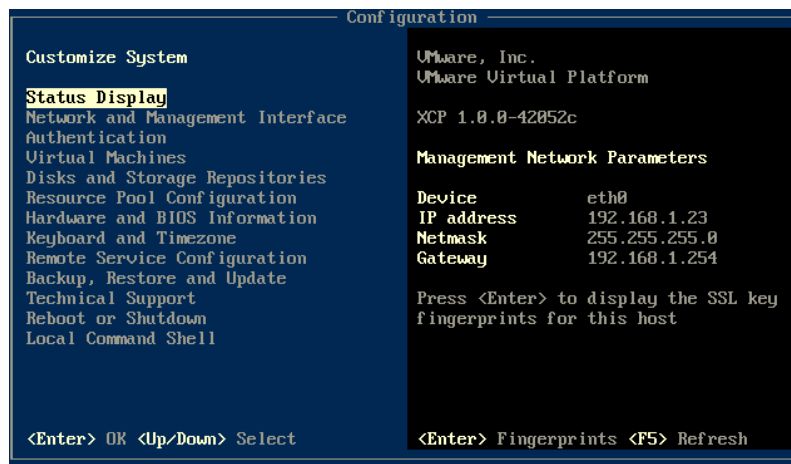 Configuration
Customize System
Status Display
Network and Management Interface
Authentication
Virtual Machines
Disks and Storage Repositories
Resource Pool Configuration
Hardware and BIOS Information
Keyboard and Timezone
Remote Service Configuration
Backup, Restore and Update
Technical Support
Reboot or Shutdown
Local Command Shell
<Enter> OK <Up/Down> Select
VMware, Inc.
VMware Virtual Platform
XCP 1.0.0-42052c
Management Network Parameters
Device eth0
IP address 192.168.1.23
Netmask 255.255.255.0
Gateway 192.168.1.254
Press <Enter> to display the SSL key
fingerprints for this host
<Enter> Fingerprints <F5> Refresh